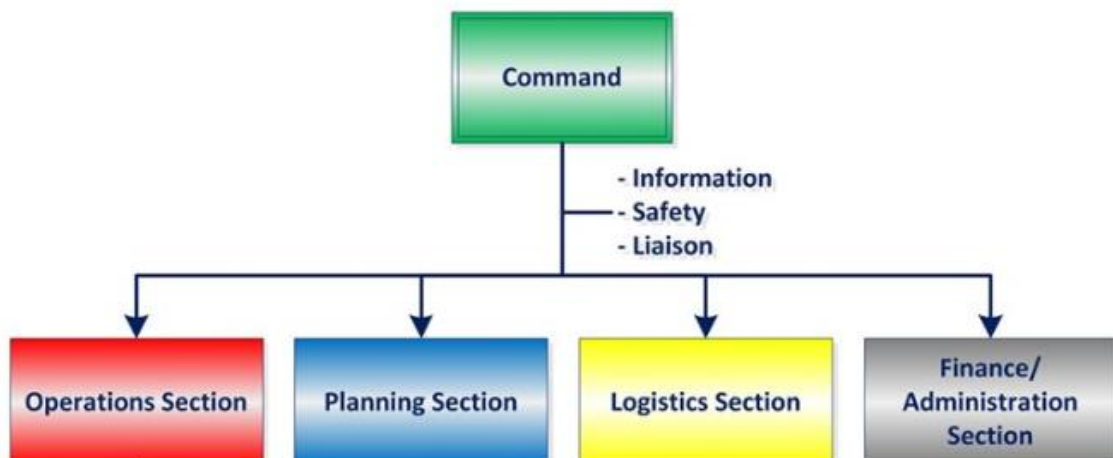 Command
- Information
- Safety
- Liaison
Operations Section
Planning Section
Logistics Section
Finance/
Administration
Section